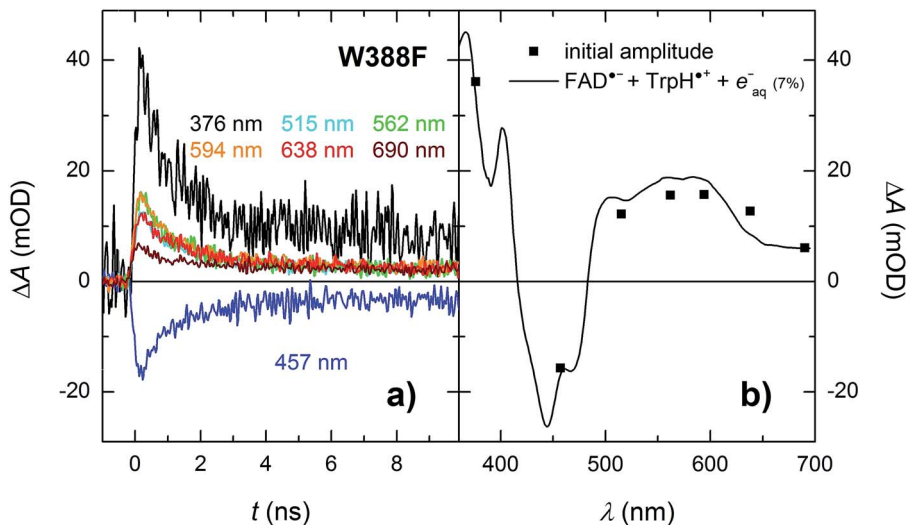 W388F
376 nm 515 nm 562 nm
594 nm 638 nm 690 nm
457 nm
a)
ΔA (mOD)
40
20
0
-20
0 2 4 6 8
t (ns)
initial amplitude
FAD•− + TrpH•+ + e−aq (7%)
b)
400 500 600 700
λ (nm)
40
20
0
-20
ΔA (mOD)